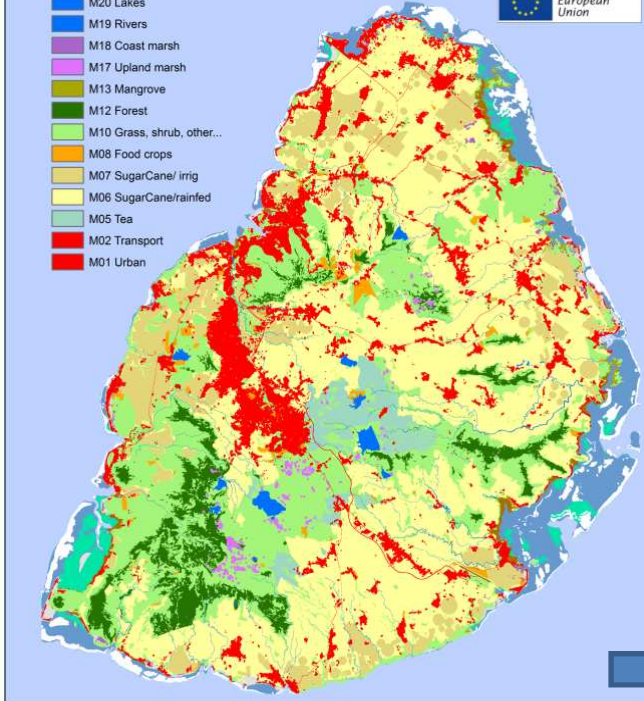 M20 Lakes
M19 Rivers
M18 Coast marsh
M17 Upland marsh
M13 Mangrove
M12 Forest
M10 Grass, shrub, other...
M08 Food crops
M07 SugarCane/ irrig
M06 SugarCane/rainfed
M05 Tea
M02 Transport
M01 Urban
European
Union